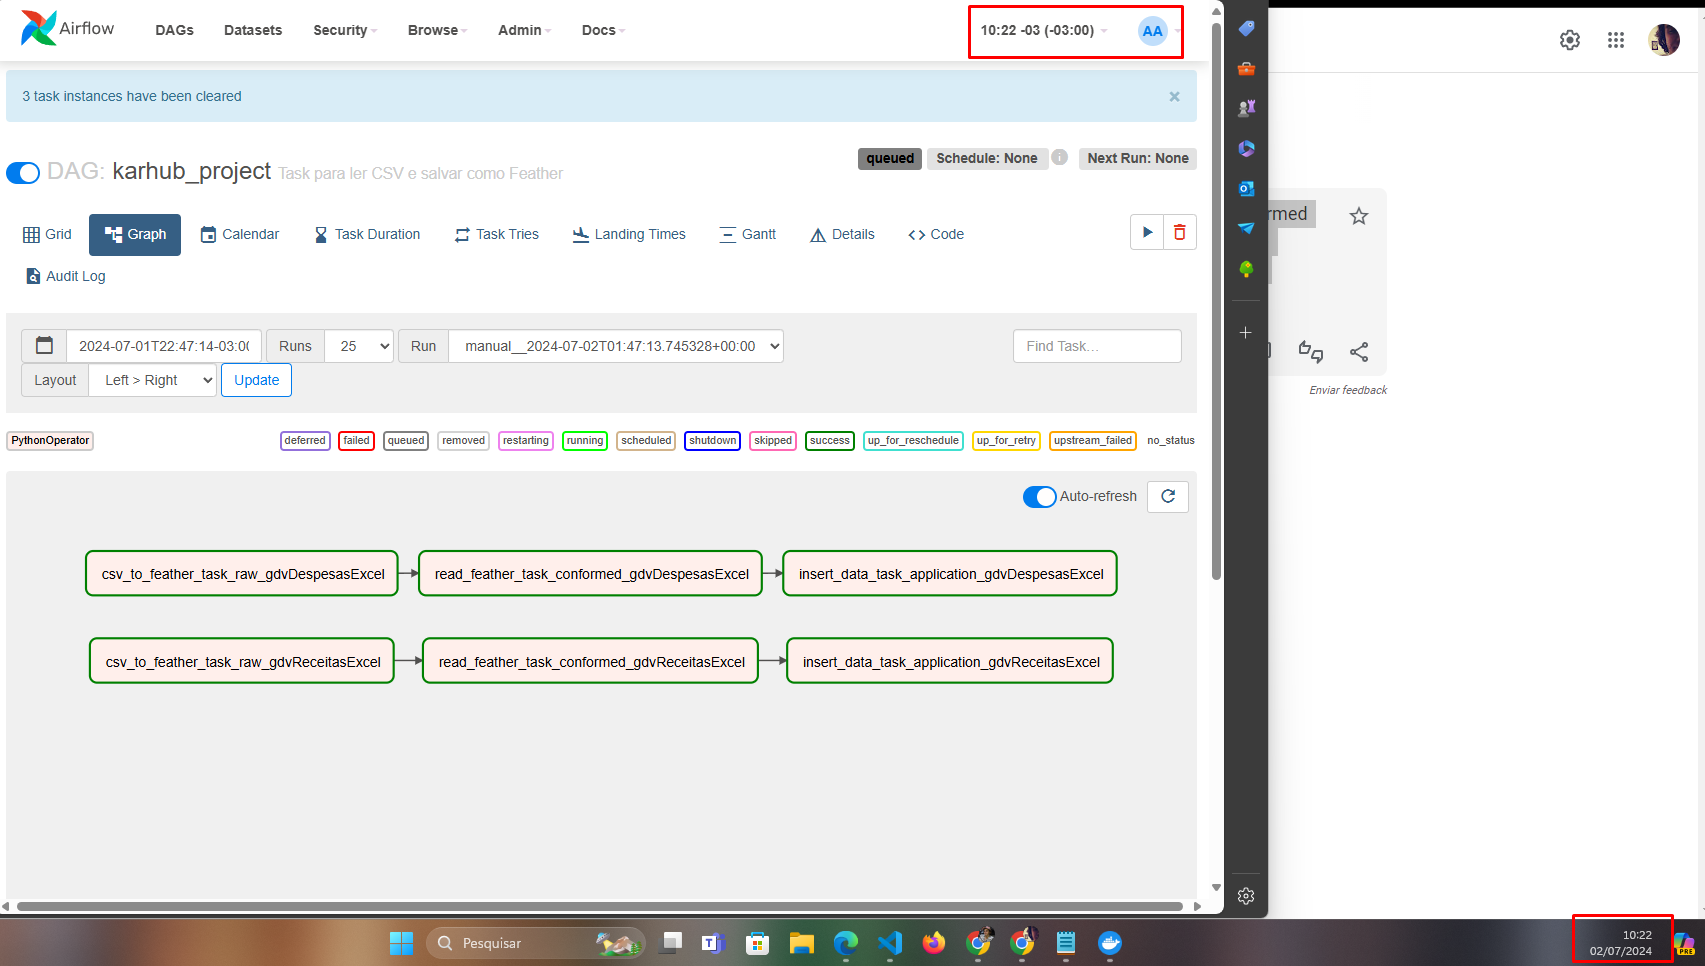 Airflow
DAGs
Datasets
Security
Browse
Admin
Docs
10:22 -03 (-03:00)
AA
3 task instances have been cleared
×
DAG: karhub_project Task para ler CSV e salvar como Feather
queued
Schedule: None
i
Next Run: None
Grid
Graph
Calendar
Task Duration
Task Tries
Landing Times
Gantt
Details
Code
Audit Log
2024-07-01T22:47:14-03:00
Runs
25
Run
manual__2024-07-02T01:47:13.745328+00:00
Find Task...
Layout
Left > Right
Update
PythonOperator
deferred
failed
queued
removed
restarting
running
scheduled
shutdown
skipped
success
up_for_reschedule
up_for_retry
upstream_failed
no_status
Auto-refresh
csv_to_feather_task_raw_gdvDespesasExcel
read_feather_task_conformed_gdvDespesasExcel
insert_data_task_application_gdvDespesasExcel
csv_to_feather_task_raw_gdvReceitasExcel
read_feather_task_conformed_gdvReceitasExcel
insert_data_task_application_gdvReceitasExcel
rmed
Enviar feedback
Pesquisar
10:22
02/07/2024
PRE